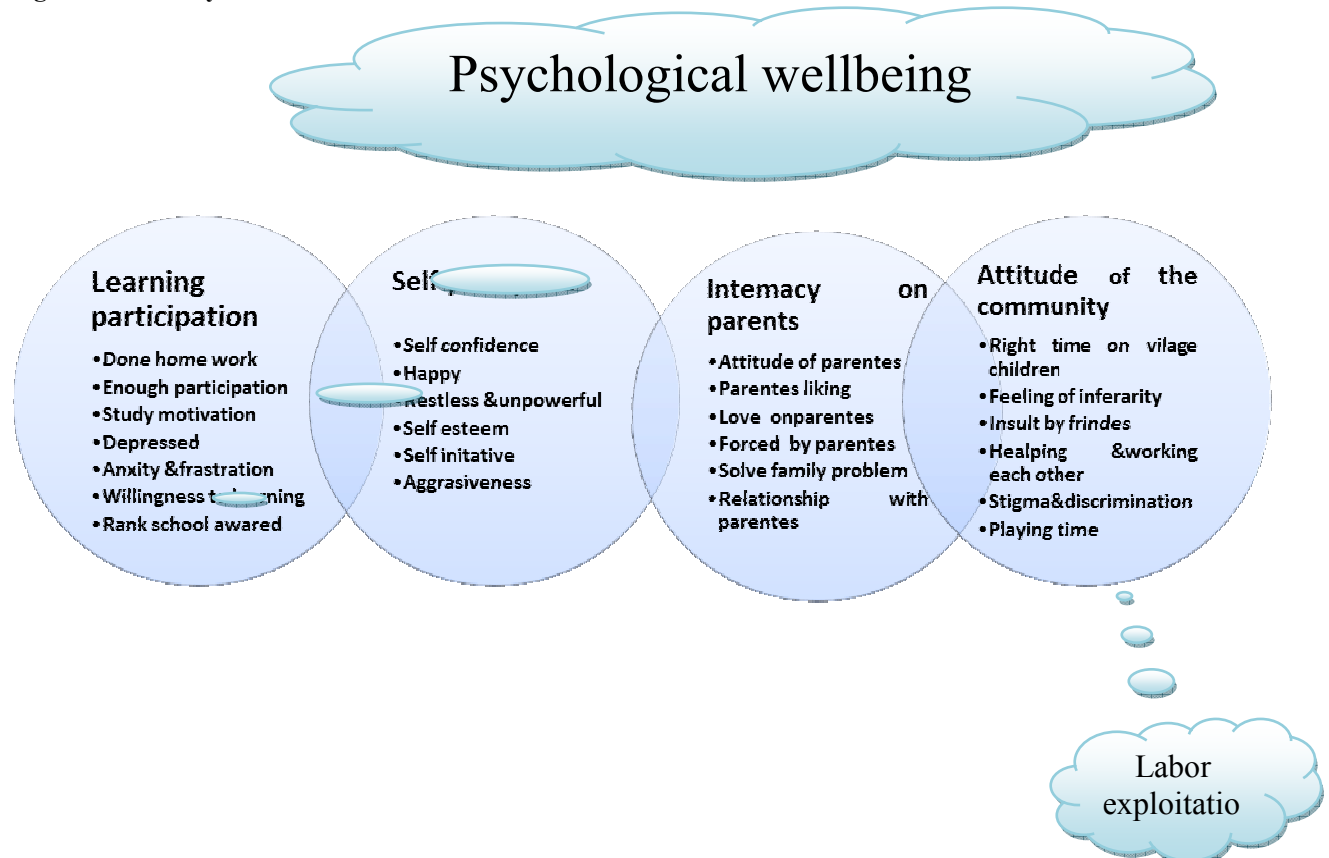 Psychological wellbeing
Learning
participation
•Done home work
•Enough participation
•Study motivation
•Depressed
•Anxity &frastration
•Willingness
•Rank school awared
Self
•Self confidence
•Happy
•Restless &unpowerful
•Self esteem
•Self initative
•Aggrasiveness
Intemacy on
parents
•Attitude of parentes
•Parentes liking
•Love onparentes
•Forced by parentes
•Solve family problem
•Relationship with
parentes
Attitude of the
community
•Right time on vilage
children
•Feeling of inferarity
•Insult by frindes
•Healping &working
each other
•Stigma&discrimination
•Playing time
Labor
exploitatio